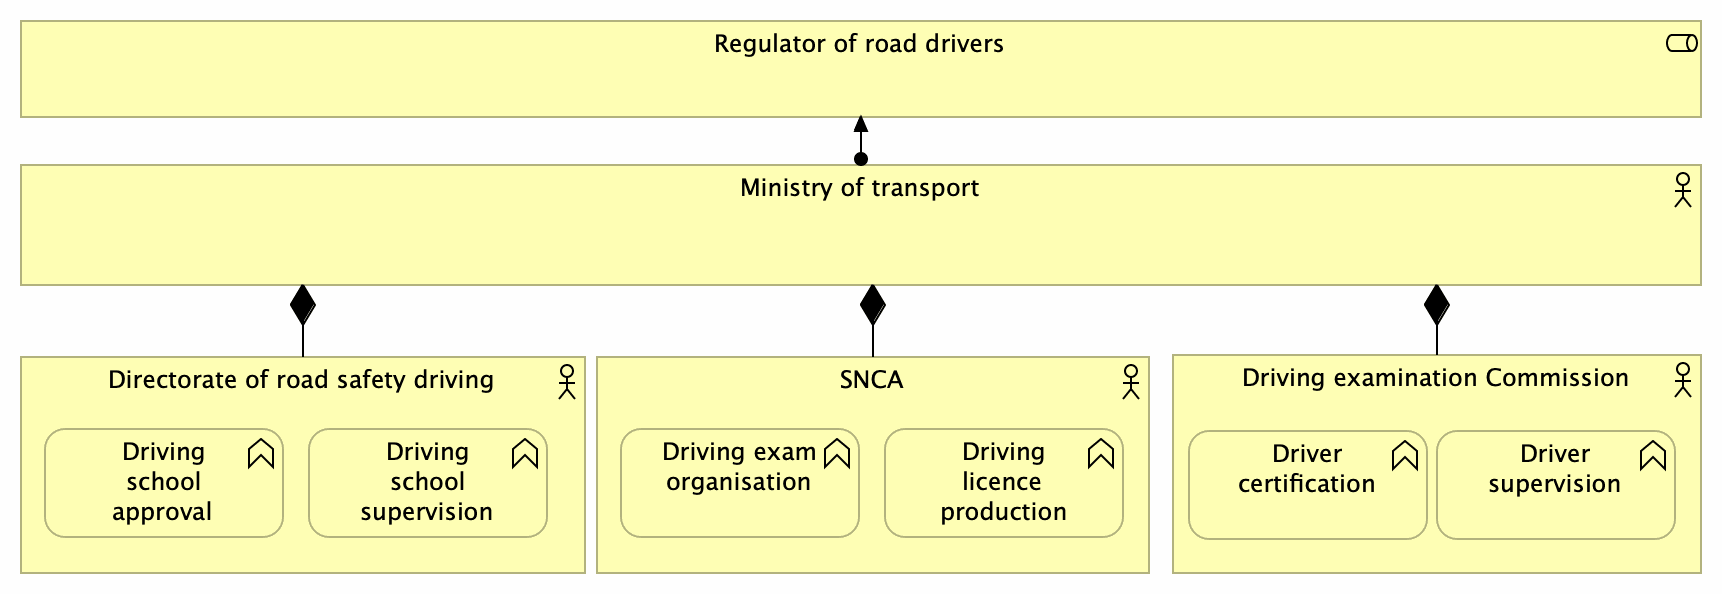 Regulator of road drivers
Ministry of transport
Directorate of road safety driving
Driving
school
approval
Driving
school
supervision
SNCA
Driving exam
organisation
Driving
licence
production
Driving examination Commission
Driver
certification
Driver
supervision